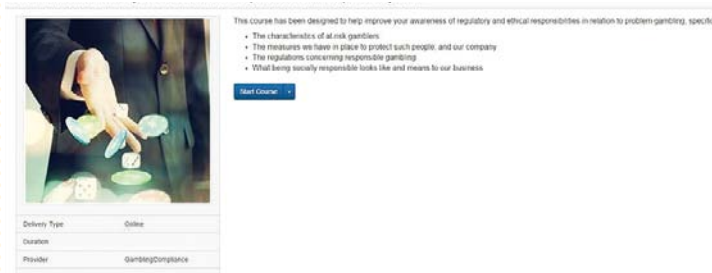 This course has been designed to help improve your awareness of regulatory and ethical responsibilities in relation to problem gambling, specific
The characteristics of at-risk gamblers
The measures we have in place to protect such people, and our company
The regulations concerning responsible gambling
What being socially responsible looks like and means to our business
Start Course
Delivery Type Online
Duration
Provider GamblingCompliance